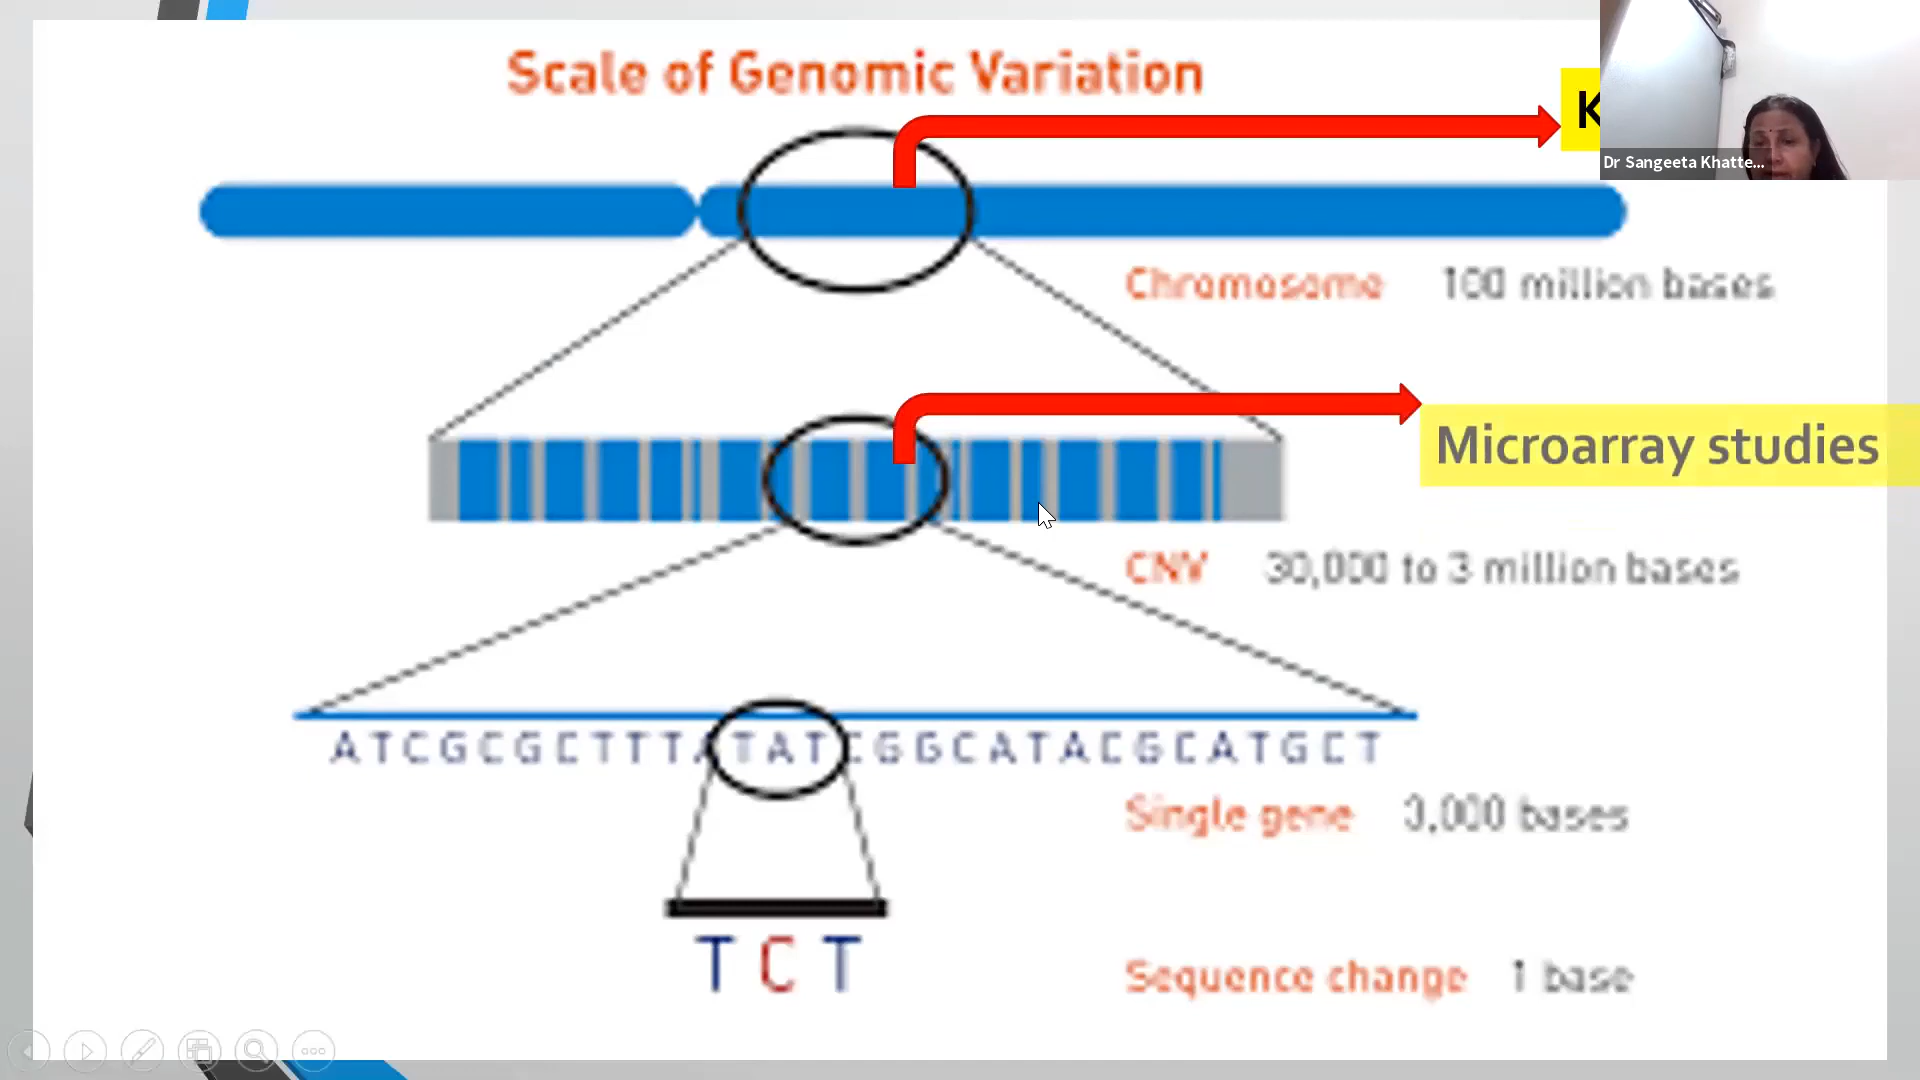 Scale of Genomic Variation
K
Dr Sangeeta Khatte...
Chromosome 100 million bases
Microarray studies
CNV 30,000 to 3 million bases
ATCGCGCTTTATATCGGCATACGCATGCT
Single gene 3,000 bases
T C T
Sequence change 1 base